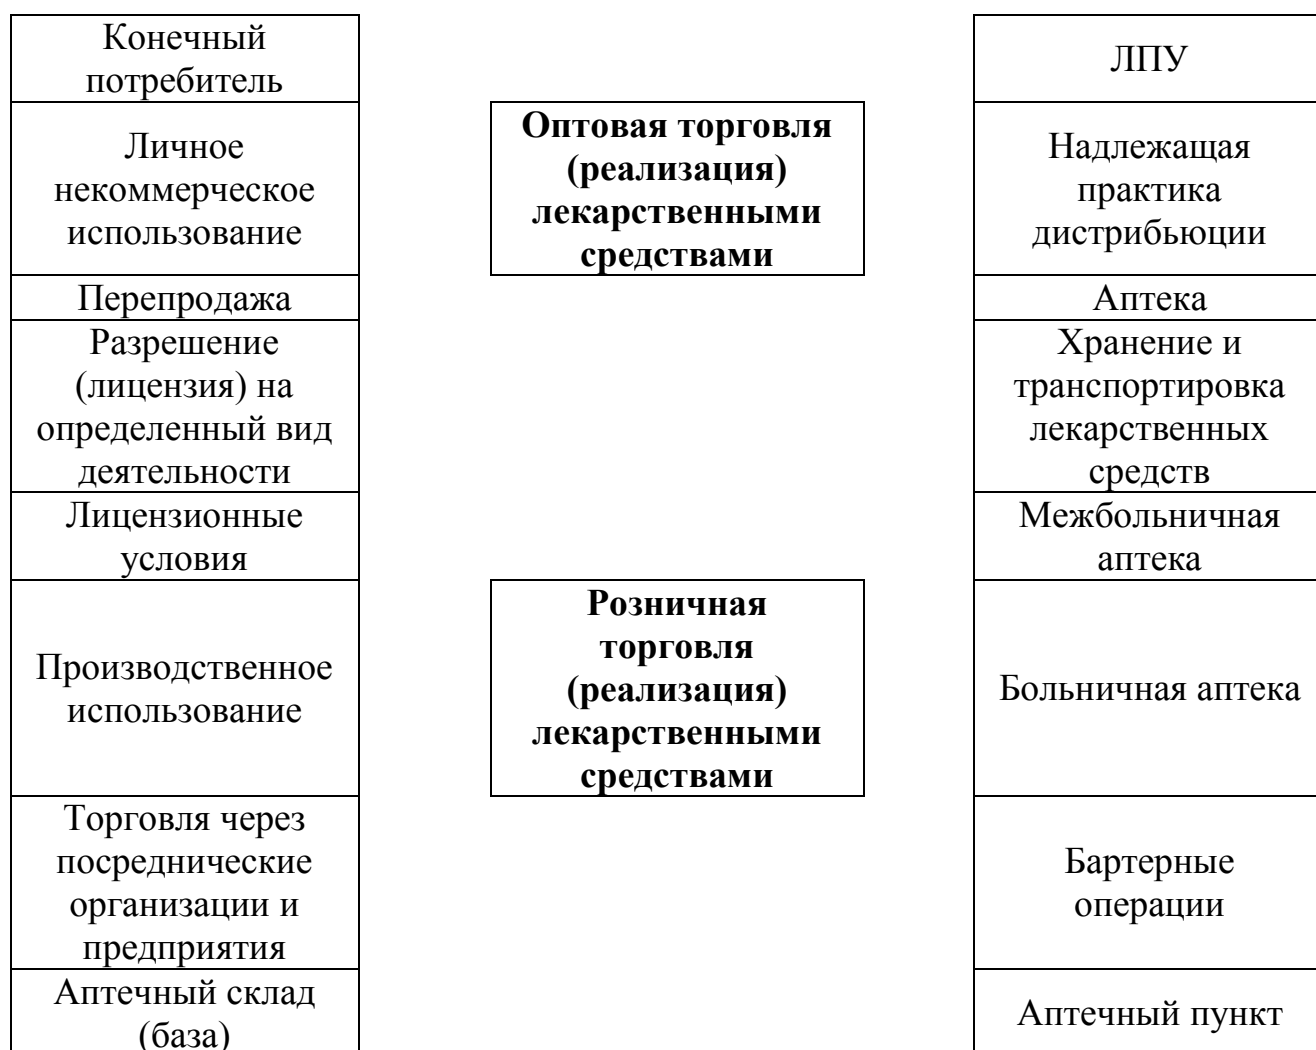 Конечный
потребитель
ЛПУ
Личное
некоммерческое
использование
Оптовая торговля
(реализация)
лекарственными
средствами
Надлежащая
практика
дистрибьюции
Перепродажа
Аптека
Разрешение
(лицензия) на
определенный вид
деятельности
Хранение и
транспортировка
лекарственных
средств
Лицензионные
условия
Межбольничная
аптека
Производственное
использование
Розничная
торговля
(реализация)
лекарственными
средствами
Больничная аптека
Торговля через
посреднические
организации и
предприятия
Бартерные
операции
Аптечный склад
(база)
Аптечный пункт